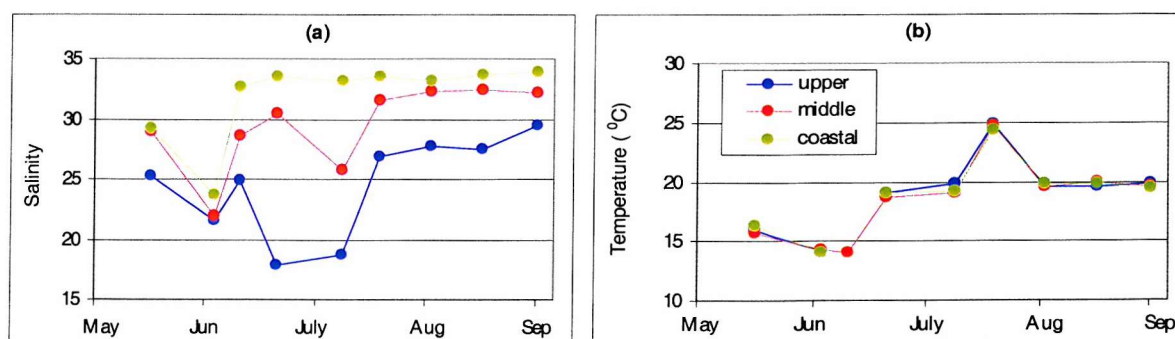 (a)
Salinity
35
30
25
20
15
May Jun July Aug Sep
(b)
Temperature ( ⁰C)
30
25
20
15
10
upper
middle
coastal
May Jun July Aug Sep